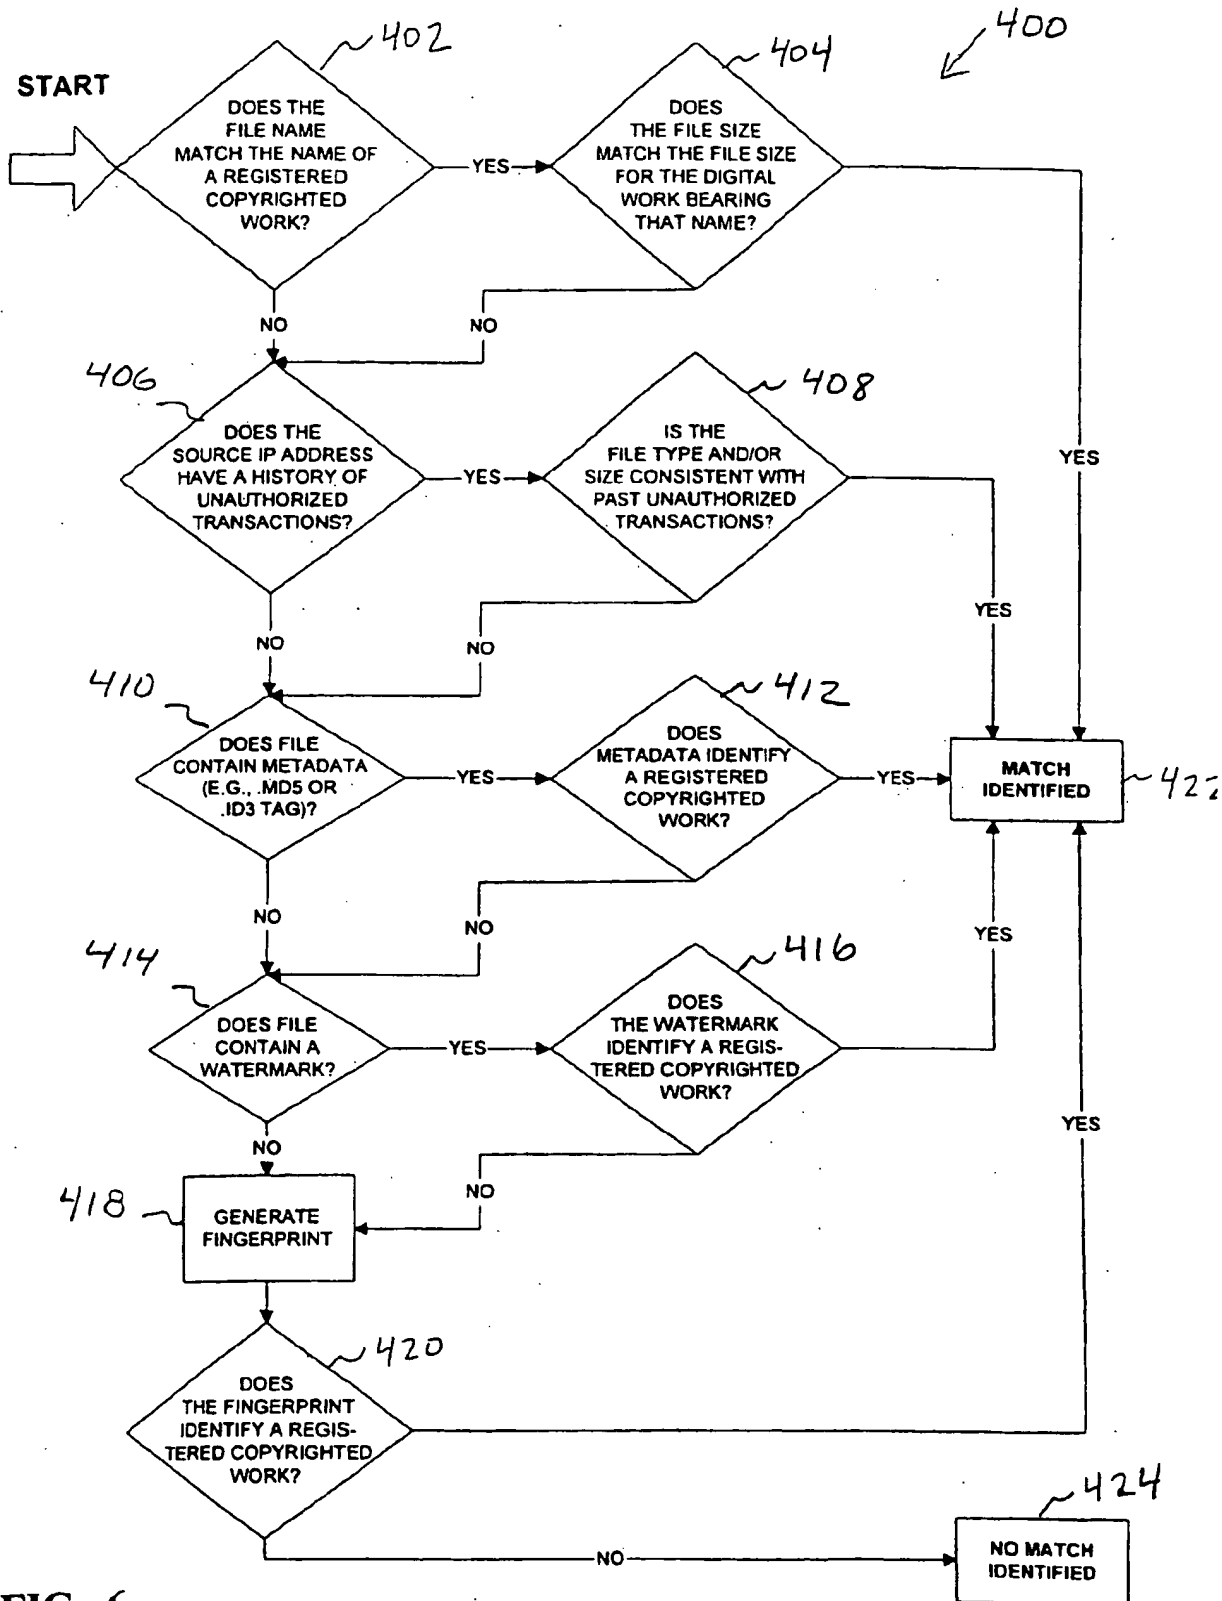 402
404
400
START
DOES THE
FILE NAME
MATCH THE NAME OF
A REGISTERED
COPYRIGHTED
WORK?
YES
DOES
THE FILE SIZE
MATCH THE FILE SIZE
FOR THE DIGITAL
WORK BEARING
THAT NAME?
NO
NO
YES
406
408
DOES THE
SOURCE IP ADDRESS
HAVE A HISTORY OF
UNAUTHORIZED
TRANSACTIONS?
YES
IS THE
FILE TYPE AND/OR
SIZE CONSISTENT WITH
PAST UNAUTHORIZED
TRANSACTIONS?
YES
NO
NO
410
412
DOES FILE
CONTAIN METADATA
(E.G., .MD5 OR
.ID3 TAG)?
YES
DOES
METADATA IDENTIFY
A REGISTERED
COPYRIGHTED
WORK?
YES
MATCH
IDENTIFIED
422
NO
NO
YES
414
416
DOES FILE
CONTAIN A
WATERMARK?
YES
DOES
THE WATERMARK
IDENTIFY A REGIS-
TERED COPYRIGHTED
WORK?
YES
NO
NO
418
GENERATE
FINGERPRINT
420
DOES
THE FINGERPRINT
IDENTIFY A REGIS-
TERED COPYRIGHTED
WORK?
424
NO
NO MATCH
IDENTIFIED